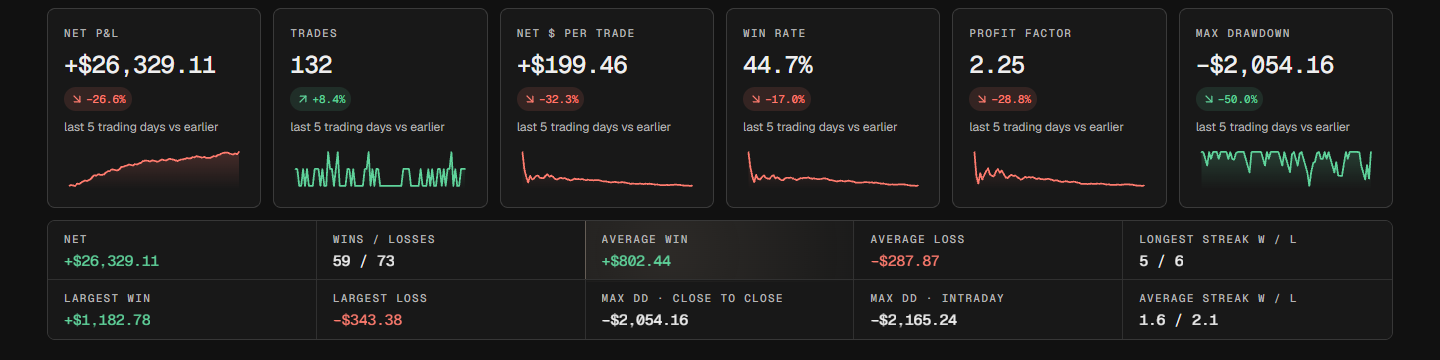 NET P&L
+$26,329.11
↘ -26.6%
last 5 trading days vs earlier
TRADES
132
↗ +8.4%
last 5 trading days vs earlier
NET $ PER TRADE
+$199.46
↘ -32.3%
last 5 trading days vs earlier
WIN RATE
44.7%
↘ -17.0%
last 5 trading days vs earlier
PROFIT FACTOR
2.25
↘ -28.8%
last 5 trading days vs earlier
MAX DRAWDOWN
-$2,054.16
↘ -50.0%
last 5 trading days vs earlier
NET
+$26,329.11
WINS / LOSSES
59 / 73
AVERAGE WIN
+$802.44
AVERAGE LOSS
-$287.87
LONGEST STREAK W / L
5 / 6
LARGEST WIN
+$1,182.78
LARGEST LOSS
-$343.38
MAX DD · CLOSE TO CLOSE
-$2,054.16
MAX DD · INTRADAY
-$2,165.24
AVERAGE STREAK W / L
1.6 / 2.1